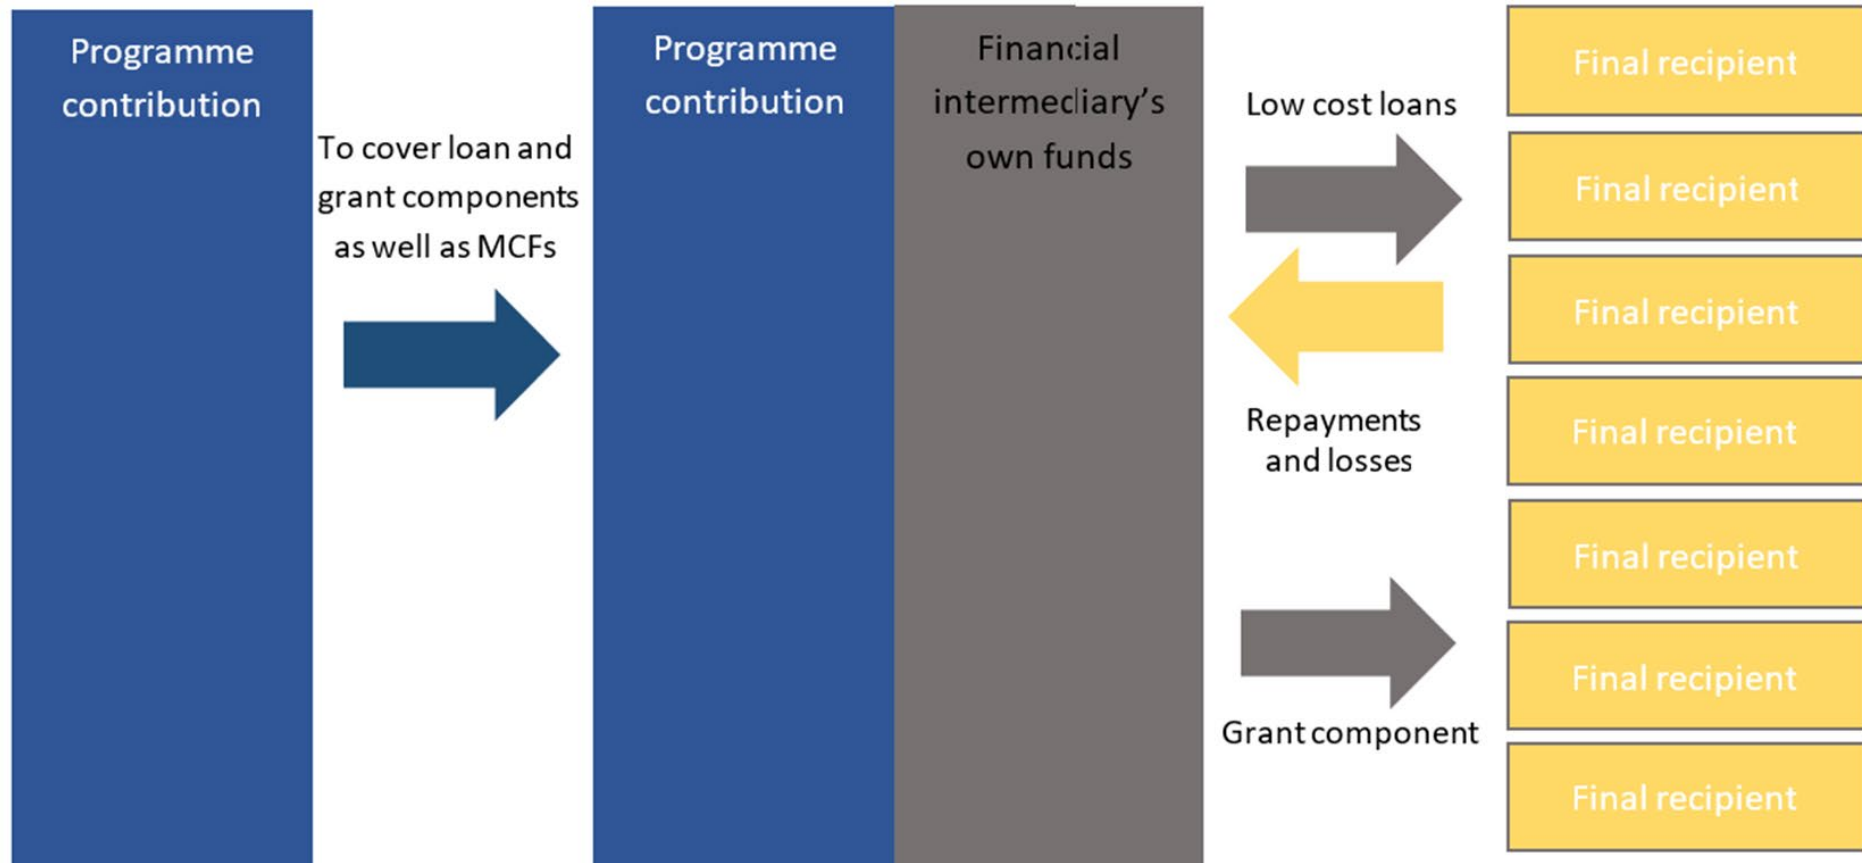 Programme
contribution
To cover loan and
grant components
as well as MCFs
Programme
contribution
Financial
intermediary's
own funds
Low cost loans
Repayments
and losses
Grant component
Final recipient
Final recipient
Final recipient
Final recipient
Final recipient
Final recipient
Final recipient